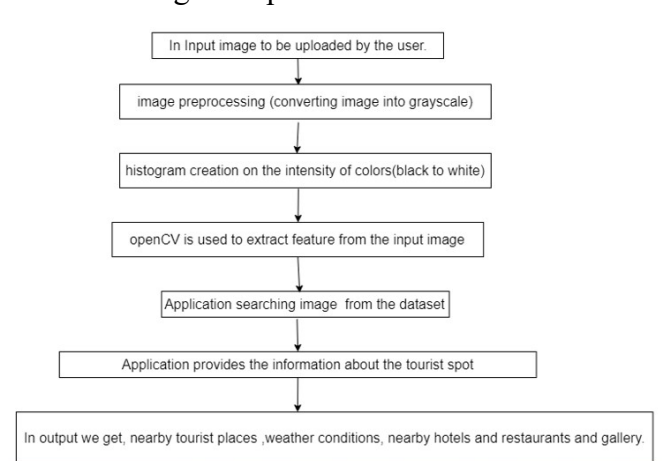 In Input image to be uploaded by the user.
image preprocessing (converting image into grayscale)
histogram creation on the intensity of colors(black to white)
openCV is used to extract feature from the input image
Application searching image from the dataset
Application provides the information about the tourist spot
In output we get, nearby tourist places ,weather conditions, nearby hotels and restaurants and gallery.